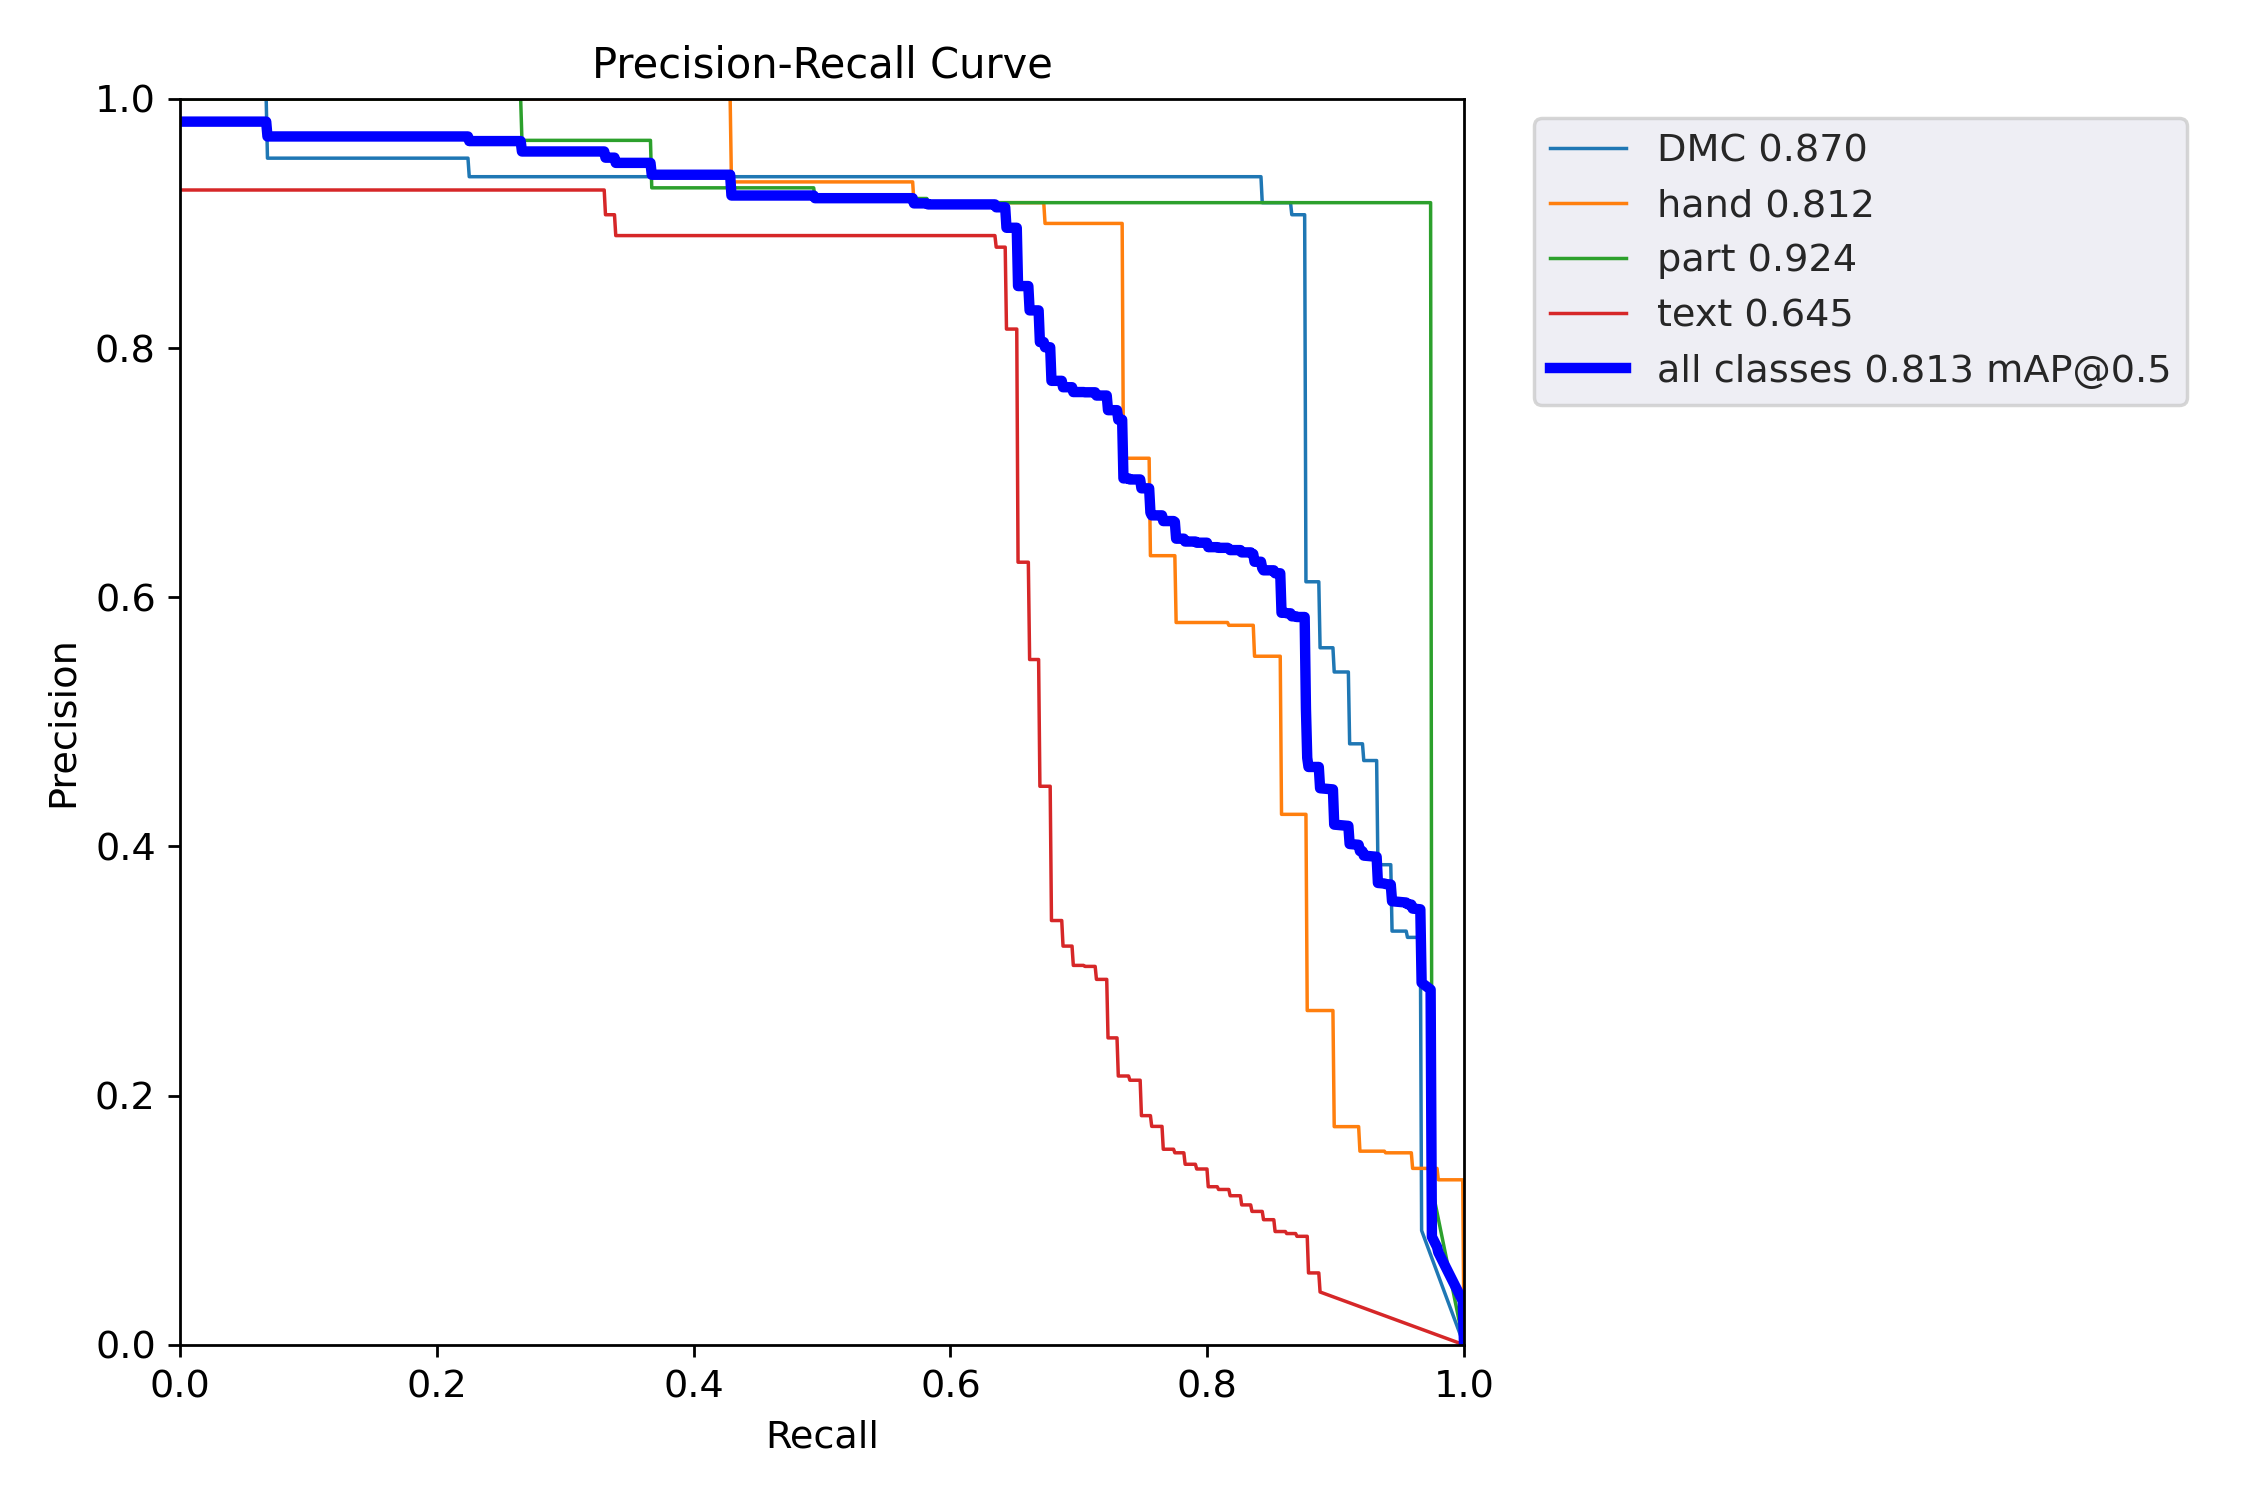 Precision-Recall Curve
1.0
0.8
0.6
0.4
0.2
0.0
Precision
0.0 0.2 0.4 0.6 0.8 1.0
Recall
DMC 0.870
hand 0.812
part 0.924
text 0.645
all classes 0.813 mAP@0.5